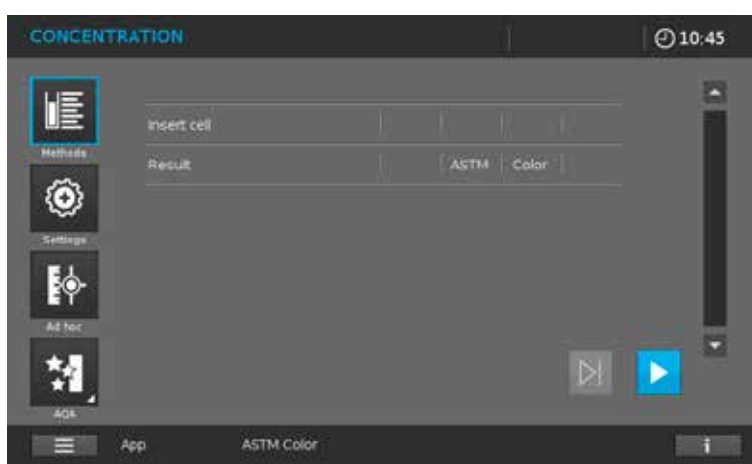 CONCENTRATION 10:45
Methods
Insert cell
Result ASTM Color
Settings
Ad hoc
AQA
App ASTM Color i